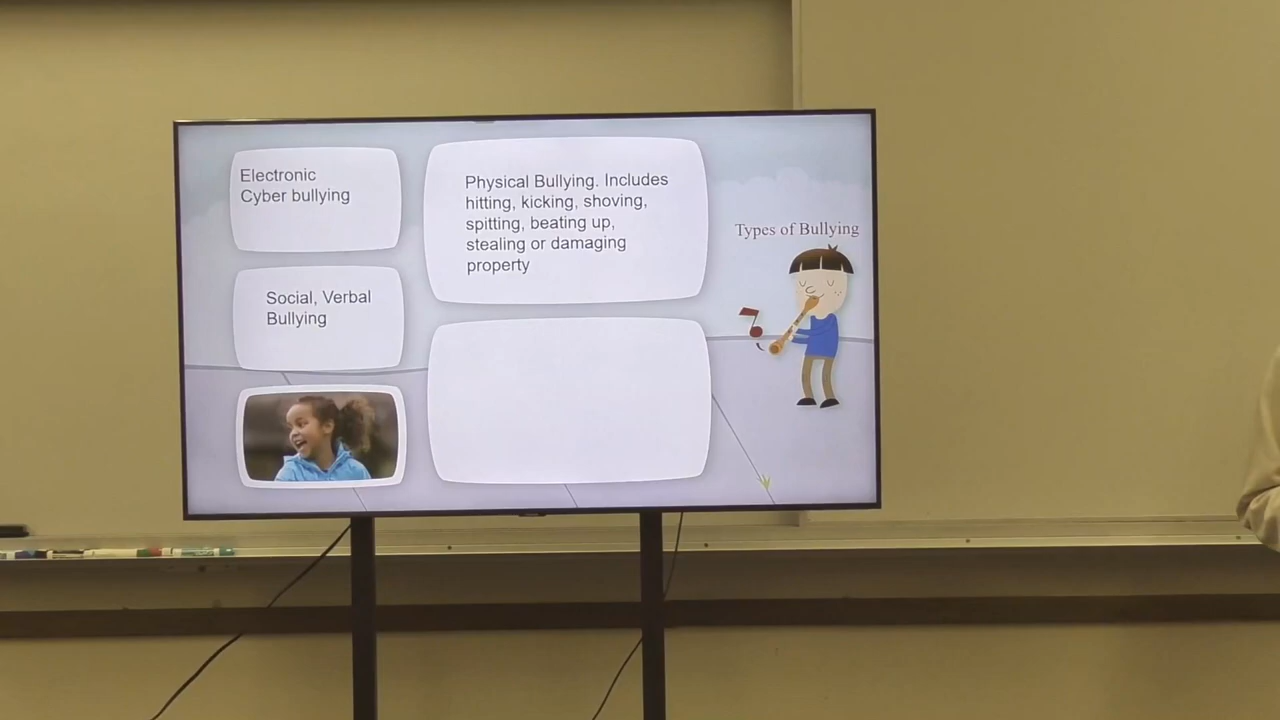 Electronic
Cyber bullying
Social, Verbal
Bullying
Physical Bullying. Includes
hitting, kicking, shoving,
spitting, beating up,
stealing or damaging
property
Types of Bullying